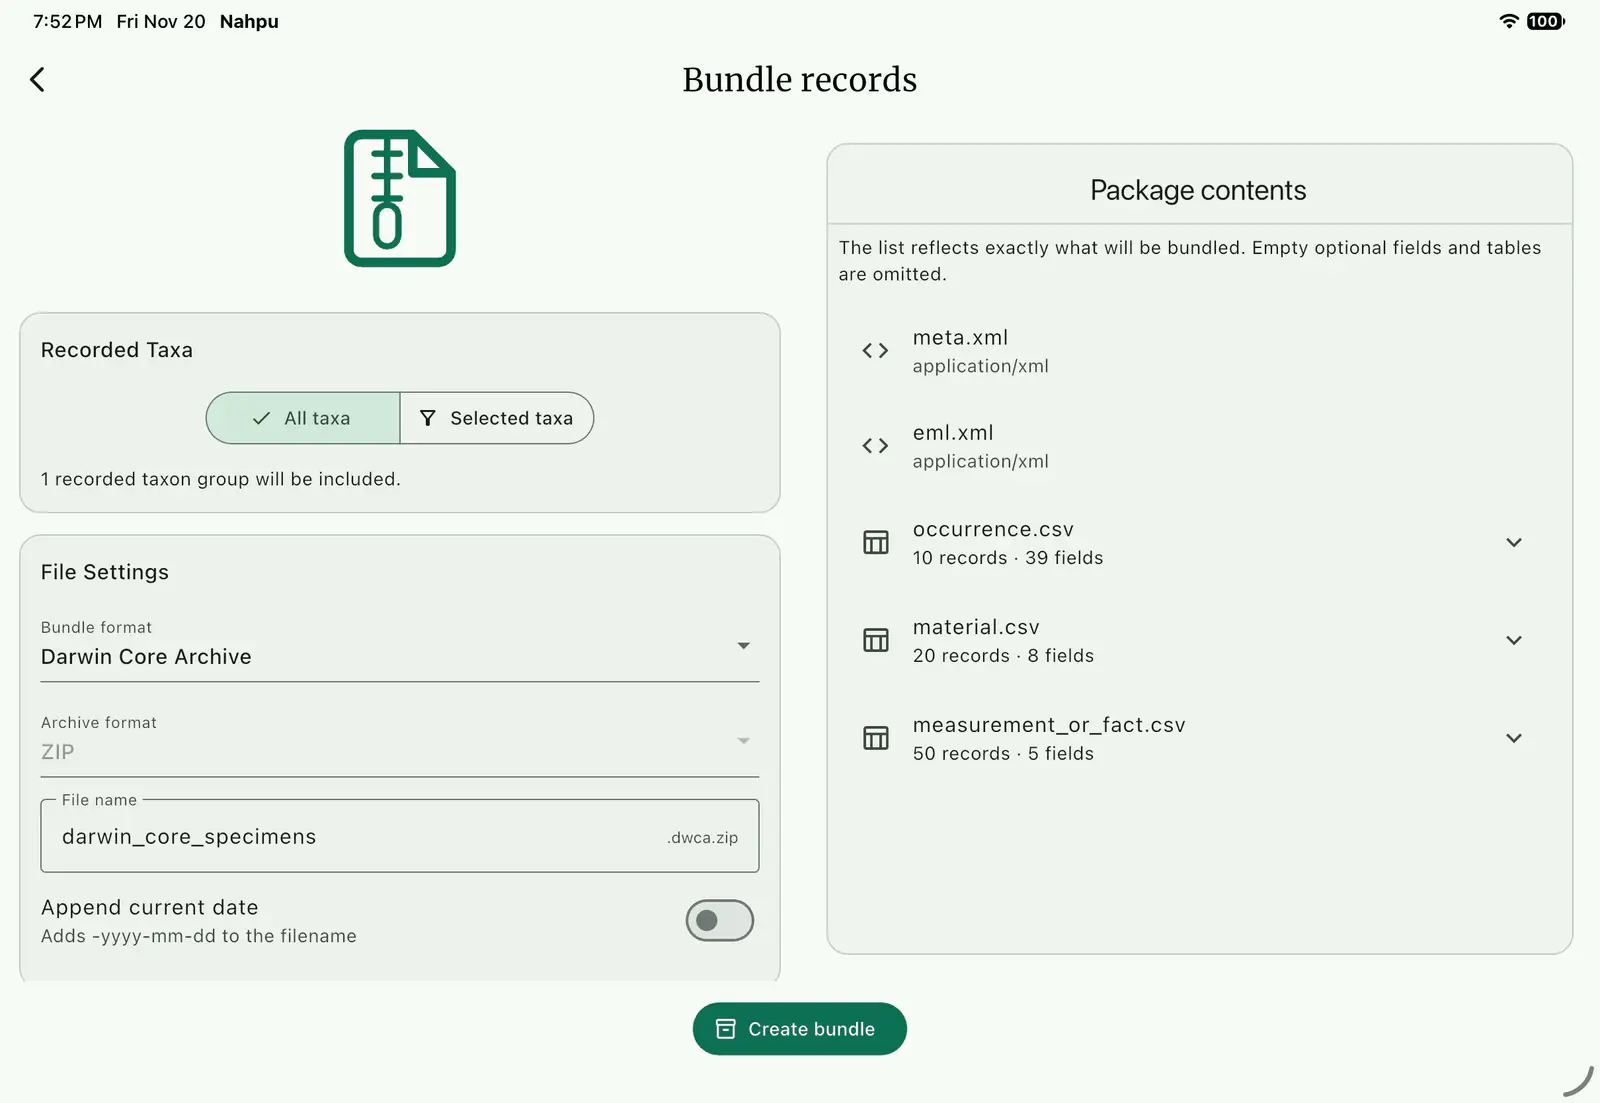 7:52 PM Fri Nov 20 Nahpu
100
Bundle records
Recorded Taxa
All taxa
Selected taxa
1 recorded taxon group will be included.
File Settings
Bundle format
Darwin Core Archive
Archive format
ZIP
File name
darwin_core_specimens
.dwca.zip
Append current date
Adds -yyyy-mm-dd to the filename
Package contents
The list reflects exactly what will be bundled. Empty optional fields and tables
are omitted.
meta.xml
application/xml
eml.xml
application/xml
occurrence.csv
10 records · 39 fields
material.csv
20 records · 8 fields
measurement_or_fact.csv
50 records · 5 fields
Create bundle